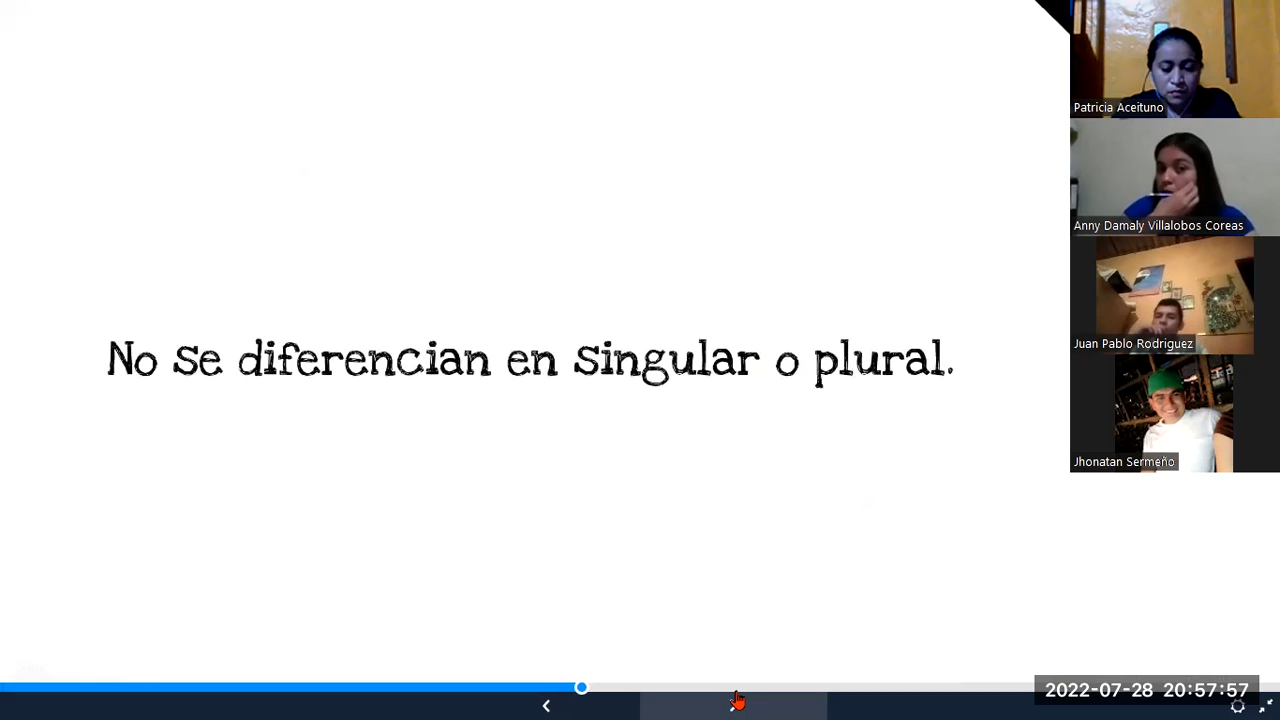 No se diferencian en singular o plural.
Patricia Aceituno
Anny Damaly Villalobos Coreas
Juan Pablo Rodriguez
Jhonatan Sermeño
2022-07-28 20:57:57